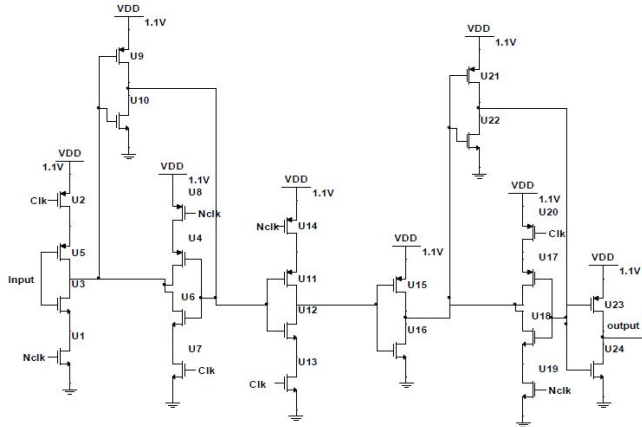 VDD
1.1V
U9
U10
VDD
1.1V
U21
U22
VDD
1.1V
U2
Clk
U5
Input
U3
U1
Nclk
VDD
1.1V
U8
Nclk
U4
U6
U7
Clk
VDD
1.1V
U14
Nclk
U11
U12
U13
Clk
VDD
1.1V
U15
U16
VDD
1.1V
U20
Clk
U17
U18
U19
Nclk
VDD
1.1V
U23
output
U24